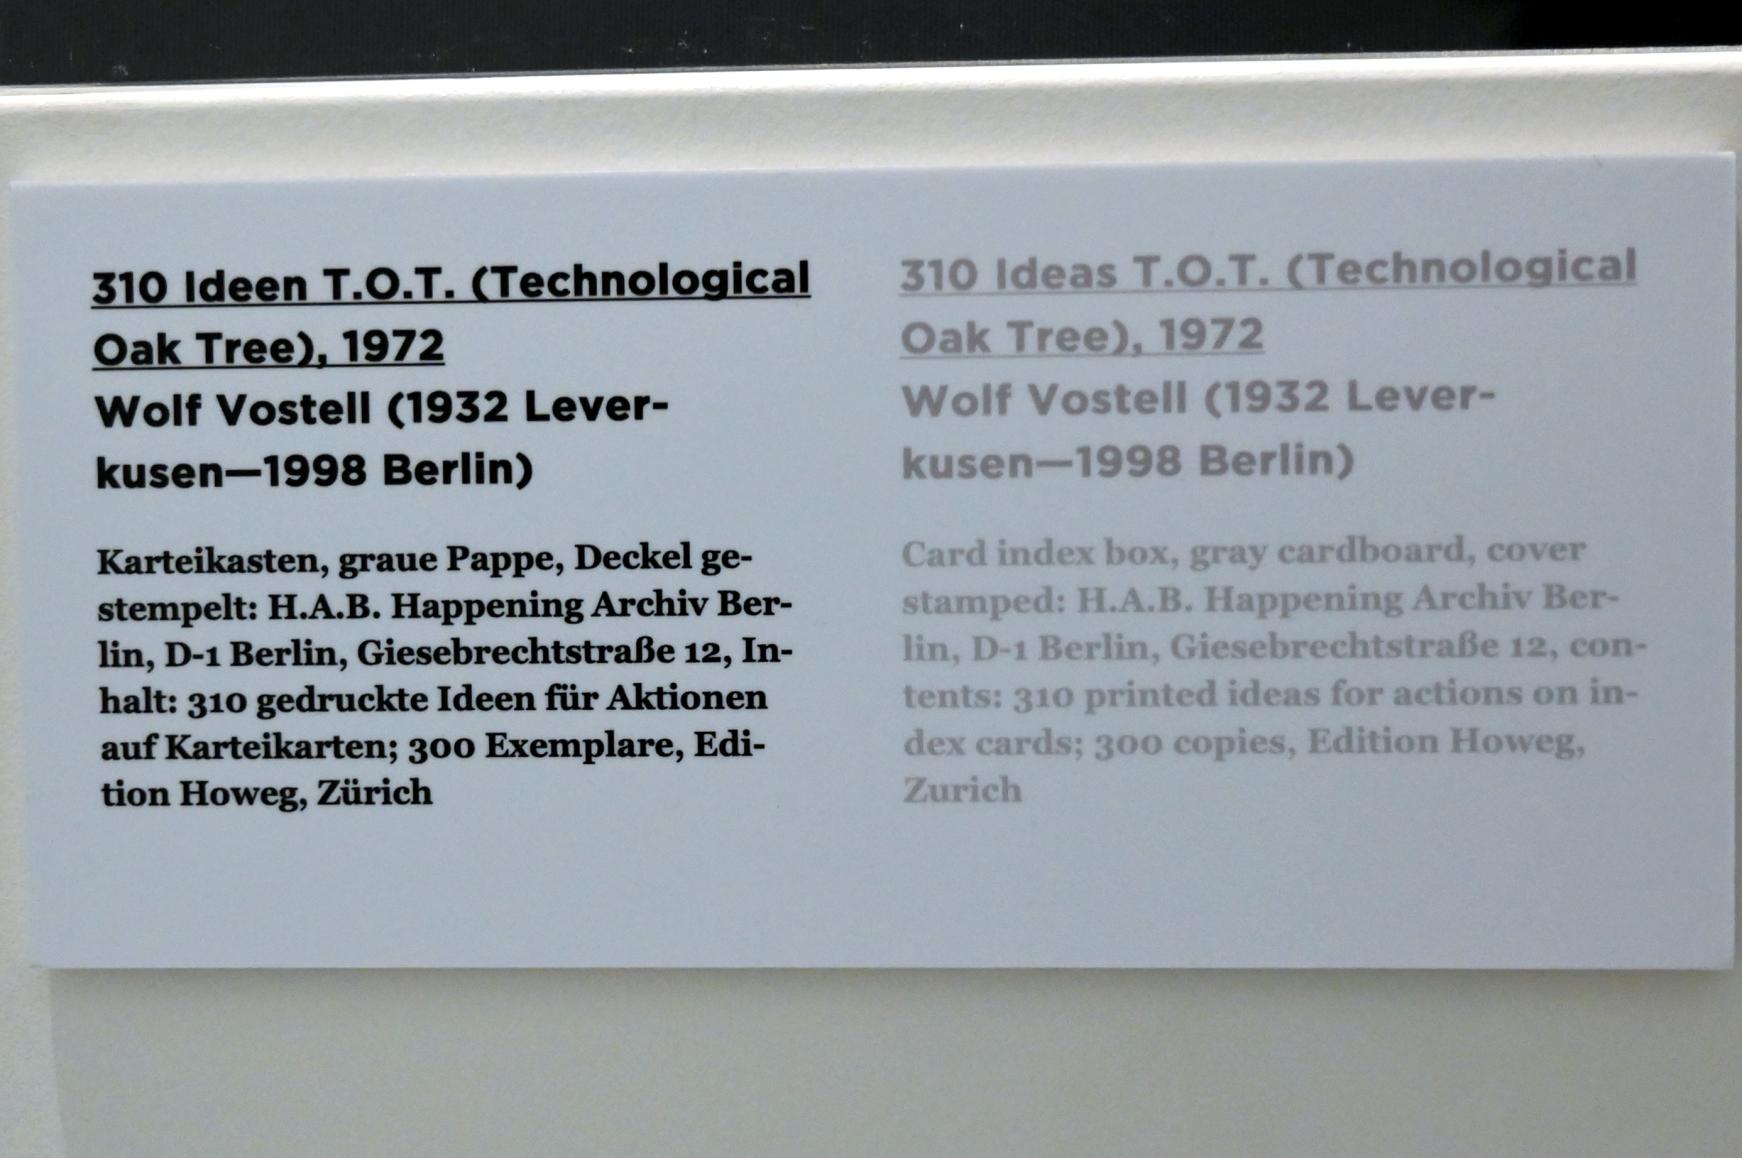 310 Ideen T.O.T. (Technological
Oak Tree), 1972
Wolf Vostell (1932 Lever-
kusen—1998 Berlin)
Karteikasten, graue Pappe, Deckel ge-
stempelt: H.A.B. Happening Archiv Ber-
lin, D-1 Berlin, Giesebrechtstraße 12, In-
halt: 310 gedruckte Ideen für Aktionen
auf Karteikarten; 300 Exemplare, Edi-
tion Howeg, Zürich
310 Ideas T.O.T. (Technological
Oak Tree), 1972
Wolf Vostell (1932 Lever-
kusen—1998 Berlin)
Card index box, gray cardboard, cover
stamped: H.A.B. Happening Archiv Ber-
lin, D-1 Berlin, Giesebrechtstraße 12, con-
tents: 310 printed ideas for actions on in-
dex cards; 300 copies, Edition Howeg,
Zurich